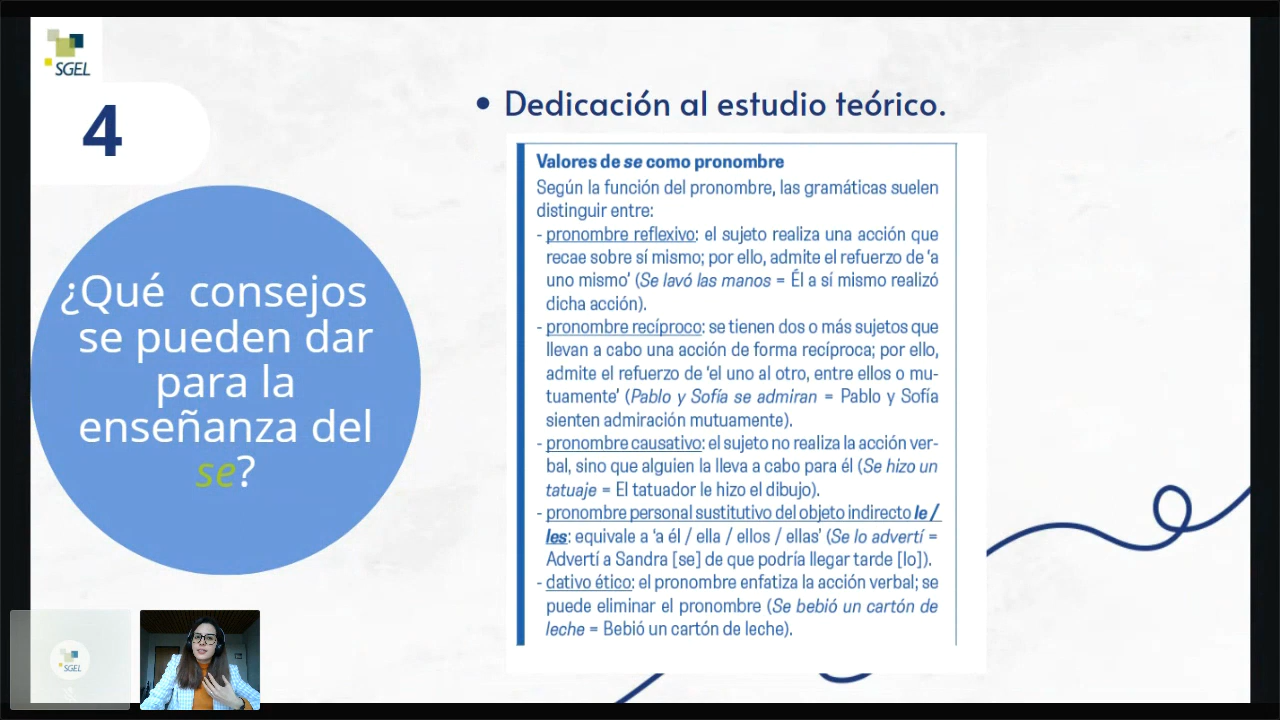 SGEL
4
¿Qué consejos
se pueden dar
para la
enseñanza del
se?
• Dedicación al estudio teórico.
Valores de se como pronombre
Según la función del pronombre, las gramáticas suelen
distinguir entre:
- pronombre reflexivo: el sujeto realiza una acción que
recae sobre sí mismo; por ello, admite el refuerzo de ‘a
uno mismo’ (Se lavó las manos = Él a sí mismo realizó
dicha acción).
- pronombre recíproco: se tienen dos o más sujetos que
llevan a cabo una acción de forma recíproca; por ello,
admite el refuerzo de ‘el uno al otro, entre ellos o mu-
tuamente’ (Pablo y Sofía se admiran = Pablo y Sofía
sienten admiración mutuamente).
- pronombre causativo: el sujeto no realiza la acción ver-
bal, sino que alguien la lleva a cabo para él (Se hizo un
tatuaje = El tatuador le hizo el dibujo).
- pronombre personal sustitutivo del objeto indirecto le /
les: equivale a ‘a él / ella / ellos / ellas’ (Se lo advertí =
Advertí a Sandra [se] de que podría llegar tarde [lo]).
- dativo ético: el pronombre enfatiza la acción verbal; se
puede eliminar el pronombre (Se bebió un cartón de
leche = Bebió un cartón de leche).
SGEL